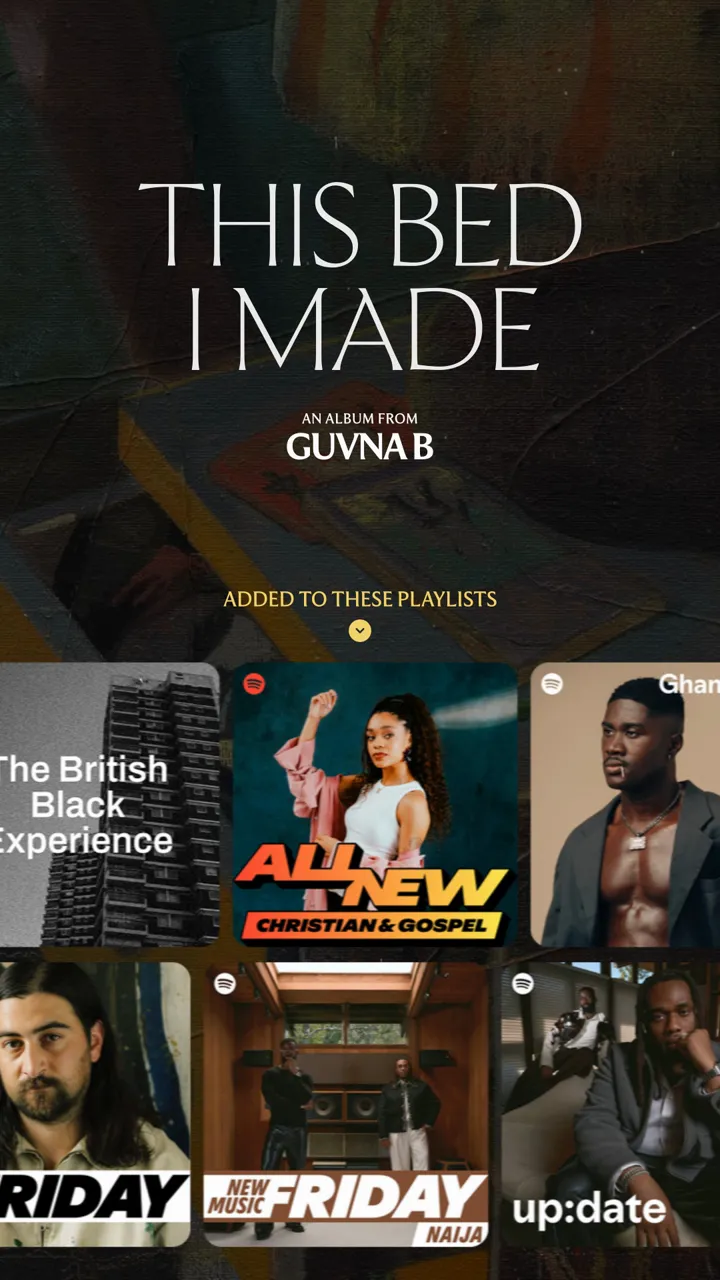 THIS BED
I MADE
AN ALBUM FROM
GUVNA B
ADDED TO THESE PLAYLISTS
The British
Black
Experience
ALL
NEW
CHRISTIAN & GOSPEL
Ghan
RIDAY
NEW
MUSIC
FRIDAY
NAIJA
up:date